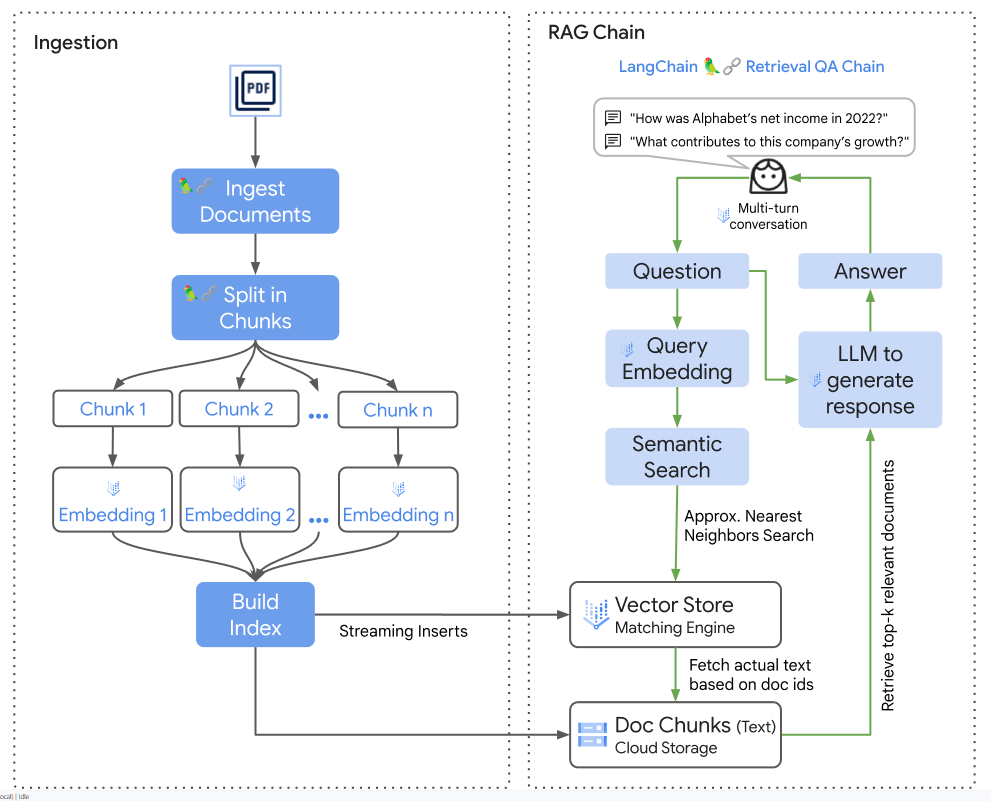 Ingestion
PDF
Ingest
Documents
Split in
Chunks
Chunk 1
Chunk 2
...
Chunk n
Embedding 1
Embedding 2
...
Embedding n
Build
Index
Streaming Inserts
RAG Chain
LangChain 🦜🔗 Retrieval QA Chain
"How was Alphabet's net income in 2022?"
"What contributes to this company's growth?"
Multi-turn
conversation
Question
Answer
Query
Embedding
LLM to
generate
response
Semantic
Search
Approx. Nearest
Neighbors Search
Vector Store
Matching Engine
Fetch actual text
based on doc ids
Doc Chunks (Text)
Cloud Storage
Retrieve top-k relevant documents
ocal) | Idle